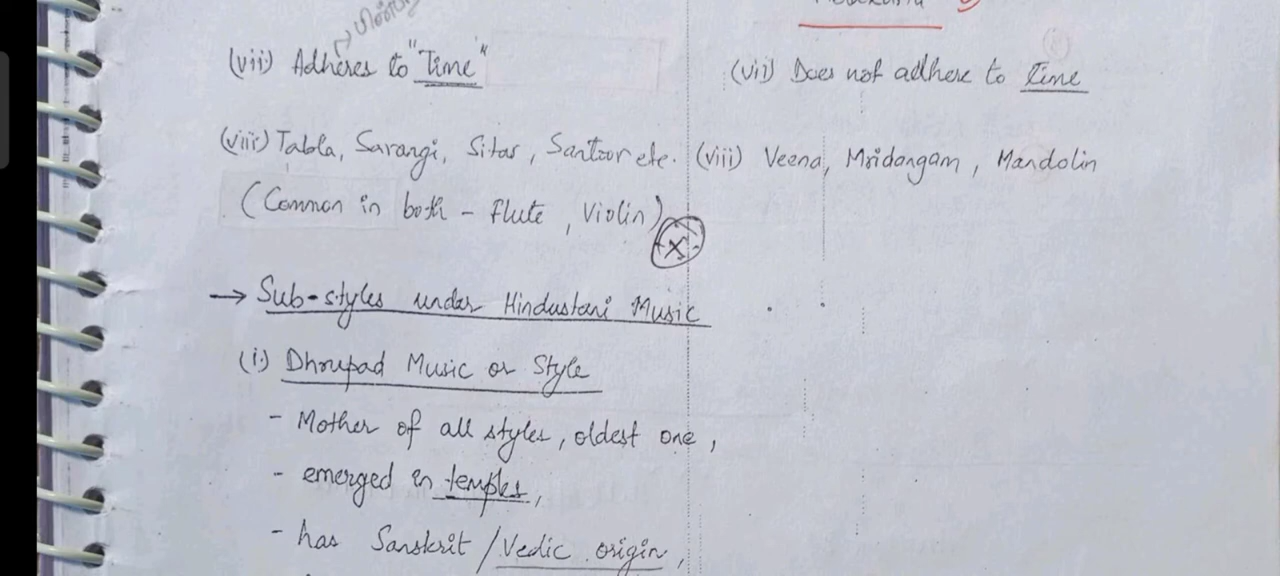 (vii) Adheres to "Time"
(vii) Does not adhere to time
(viii) Tabla, Sarangi, Sitar, Santoor etc.
(viii) Veena, Mridangam, Mandolin
(Common in both - flute, Violin)
→ Sub-styles under Hindustani Music
(i) Dhrupad Music or Style
- Mother of all styles, oldest one,
- emerged in temples,
- has Sanskrit / Vedic origin,